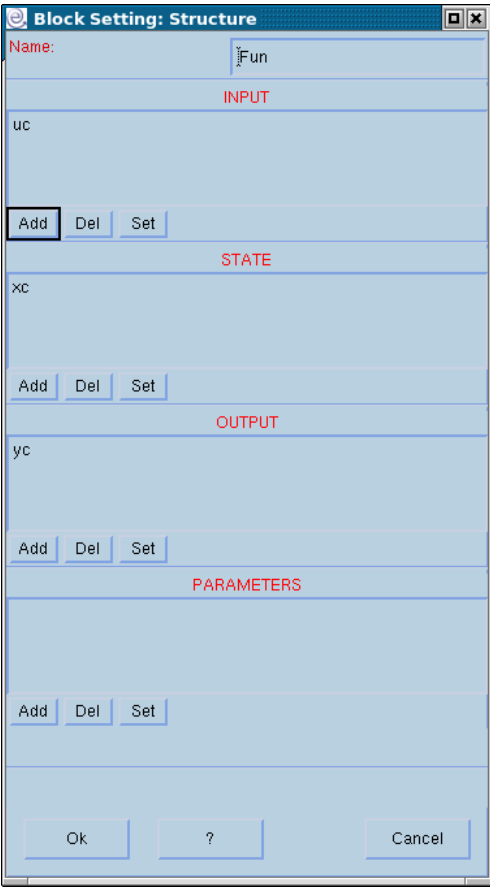 Block Setting: Structure
Name: Fun
INPUT
uc
Add Del Set
STATE
xc
Add Del Set
OUTPUT
yc
Add Del Set
PARAMETERS
Add Del Set
Ok ? Cancel